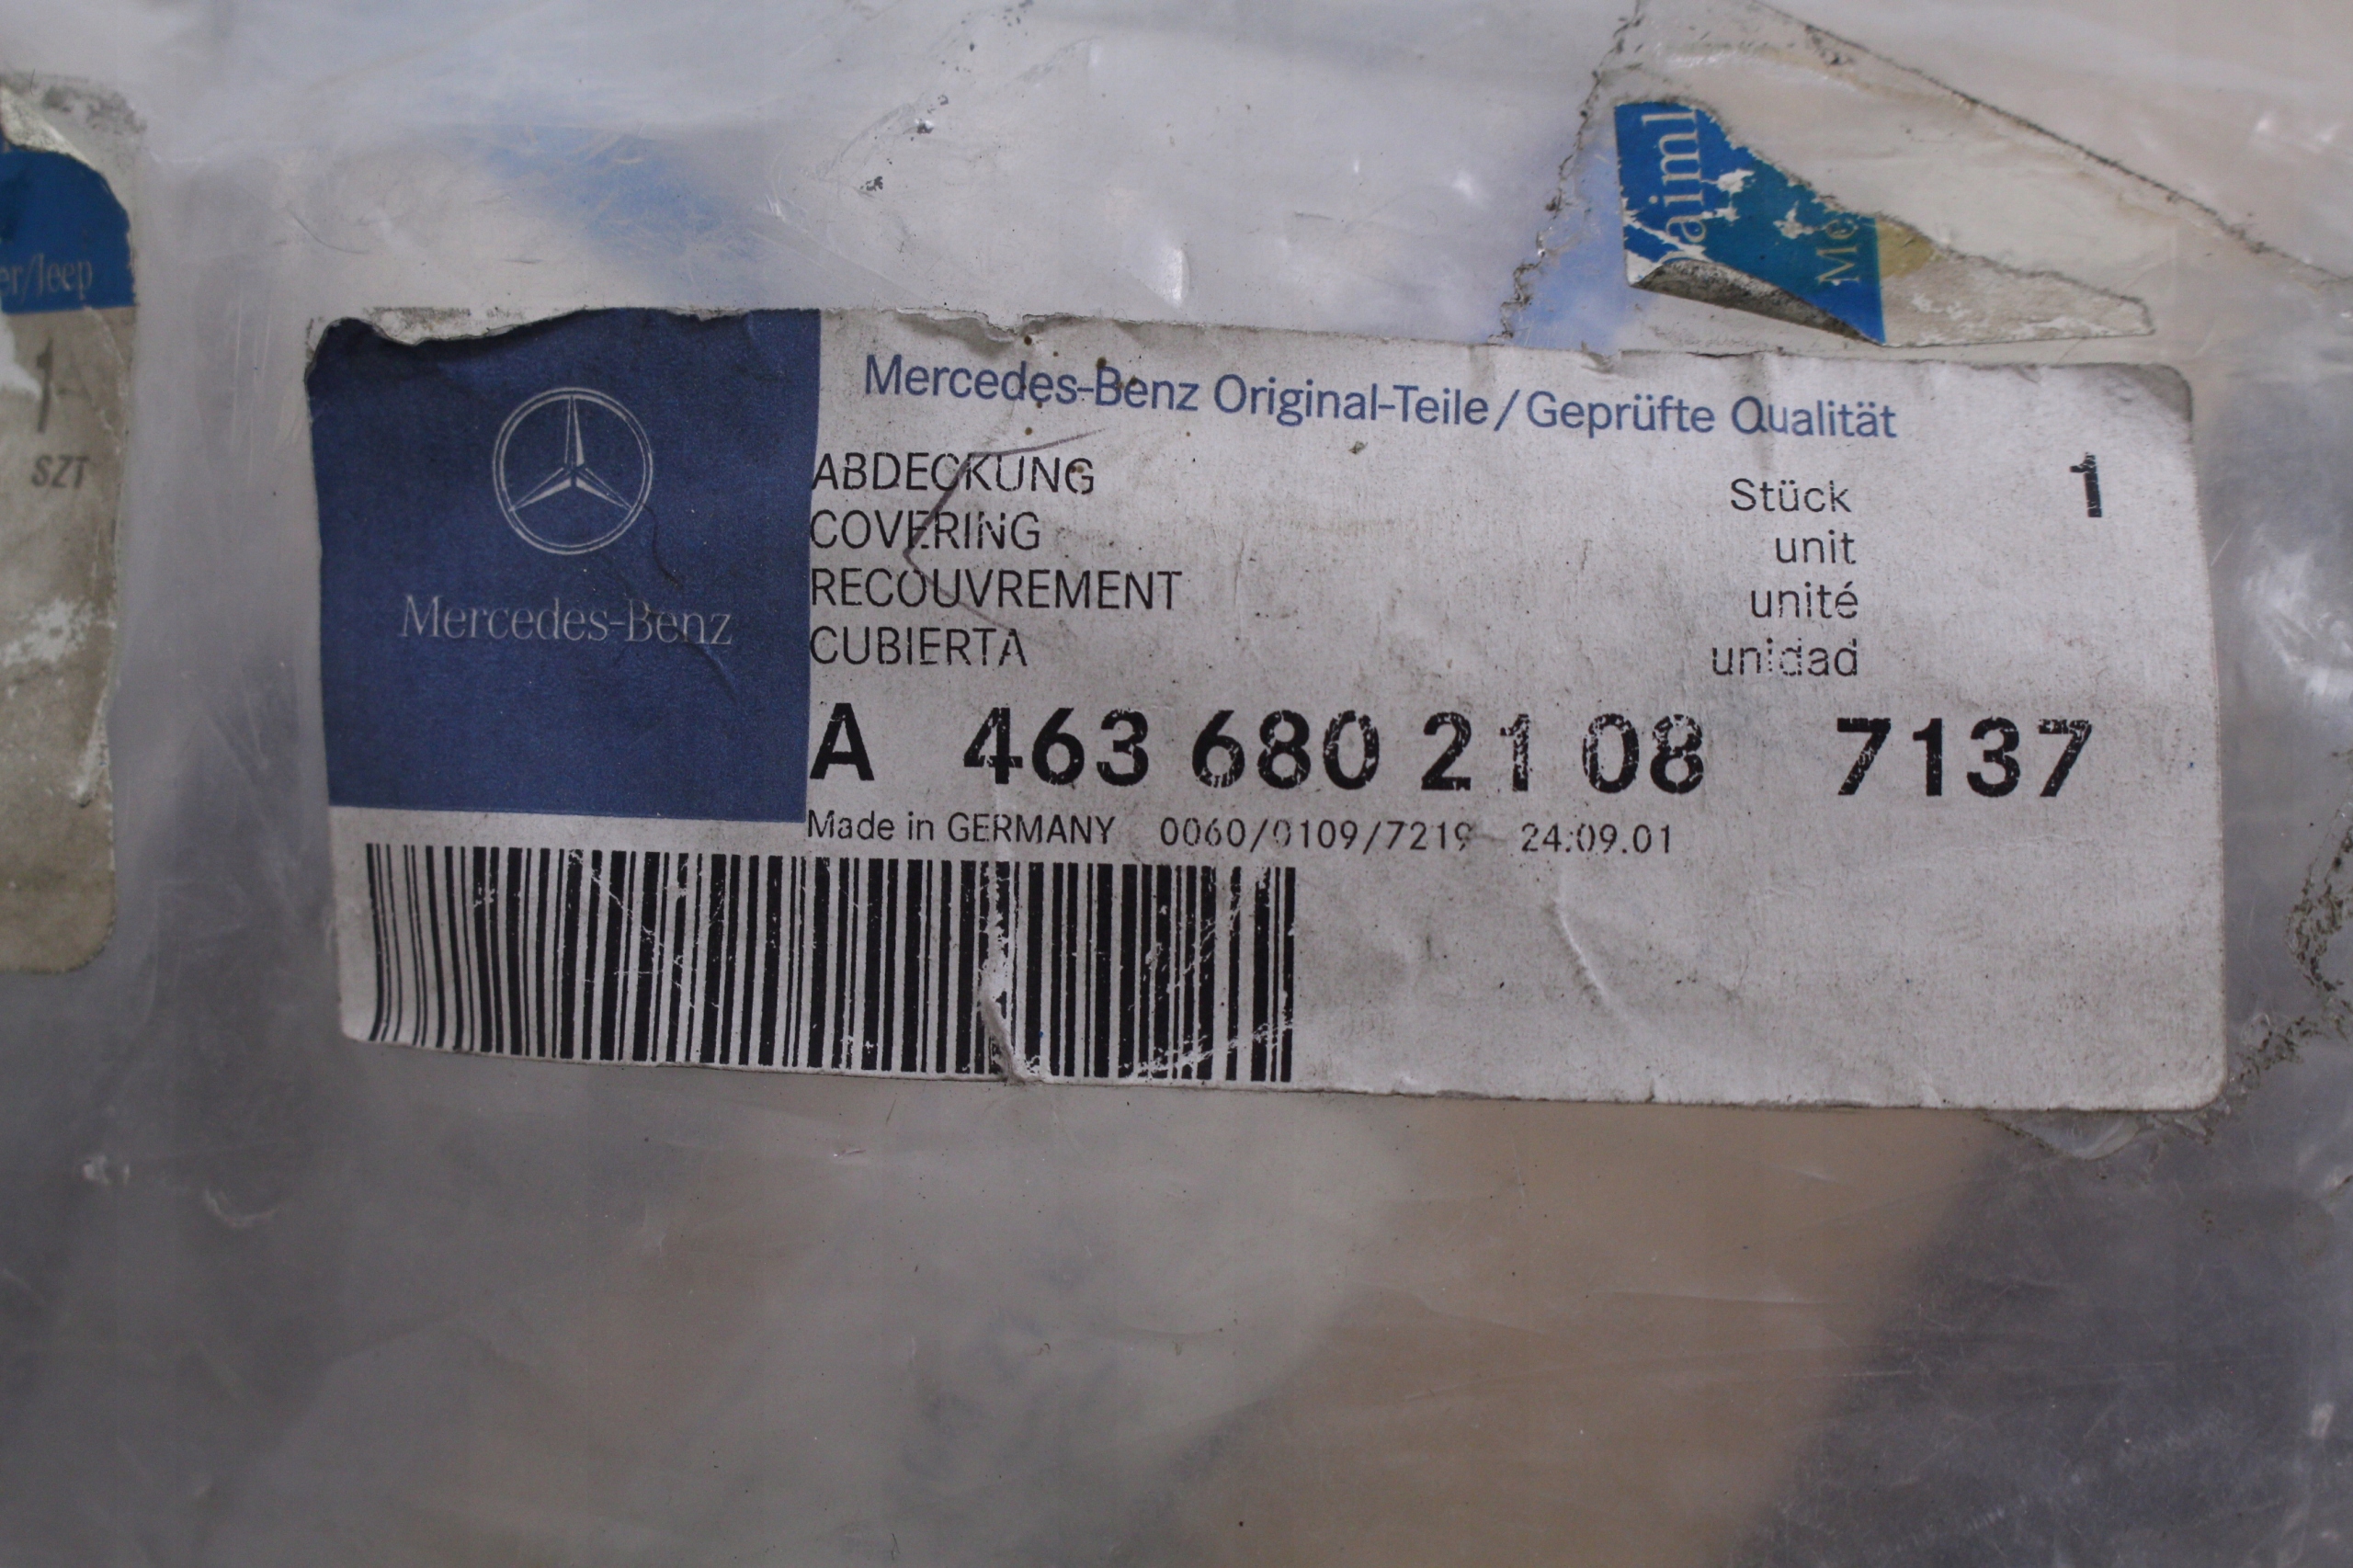 er/Jeep
1
SZT
aiml
Me
Mercedes-Benz
Mercedes-Benz Original-Teile/Geprüfte Qualität
ABDECKUNG Stück 1
COVERING unit
RECOUVREMENT unité
CUBIERTA unidad
A 463 680 21 08 7137
Made in GERMANY 0060/0109/7219 24.09.01